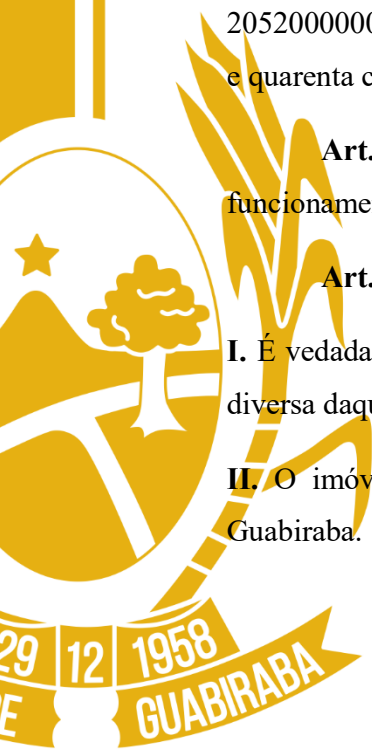 2052000000
e quarenta
Art.
funcioname
Art.
I. É vedada
diversa daqu
II. O imóv
Guabiraba.
29 12 1958
GUABIRABA